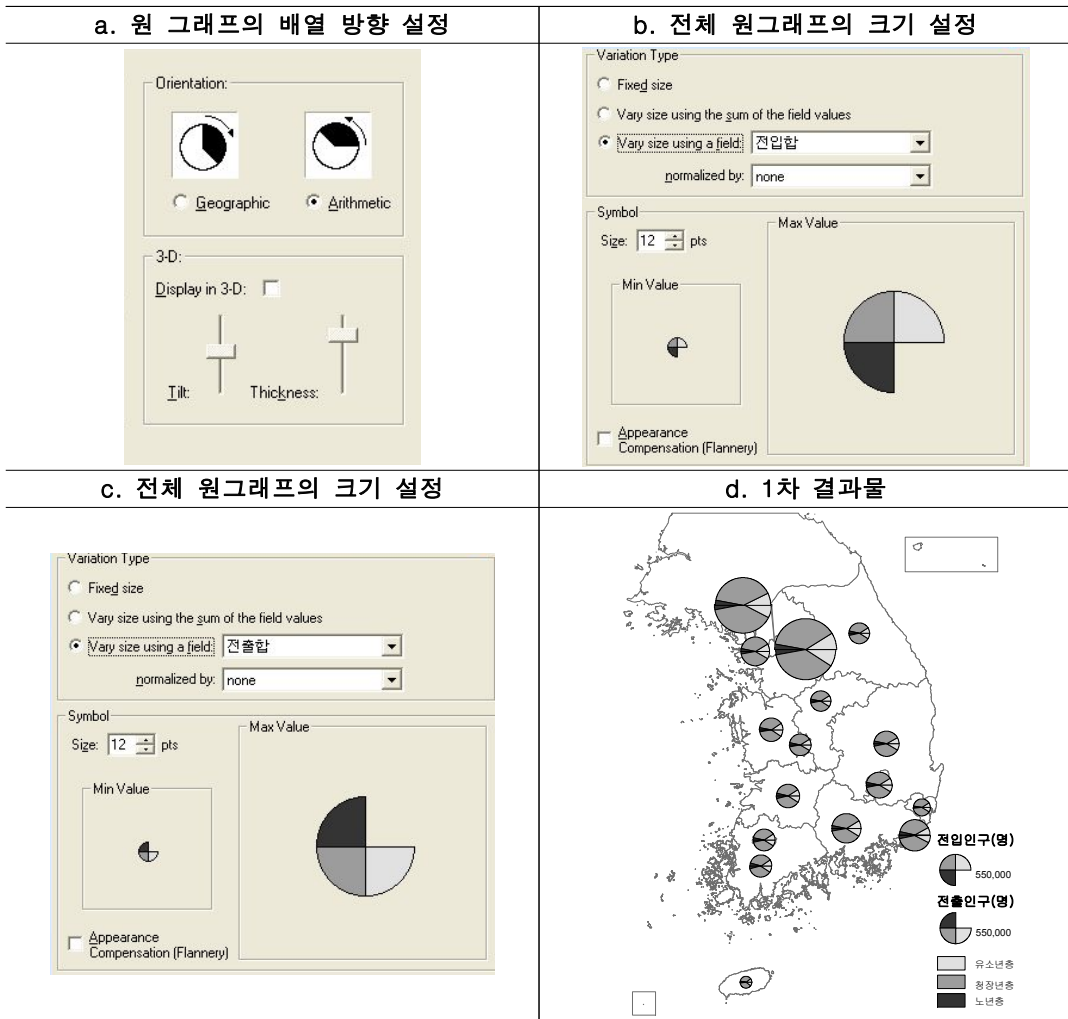 a. 원 그래프의 배열 방향 설정
Orientation:
Geographic
Arithmetic
3-D:
Display in 3-D:
Tilt:
Thickness:
b. 전체 원그래프의 크기 설정
Variation Type
Fixed size
Vary size using the sum of the field values
Vary size using a field: 전입합
normalized by: none
Symbol
Size: 12 pts
Min Value
Max Value
Appearance
Compensation (Flannery)
c. 전체 원그래프의 크기 설정
Variation Type
Fixed size
Vary size using the sum of the field values
Vary size using a field: 전출합
normalized by: none
Symbol
Size: 12 pts
Min Value
Max Value
Appearance
Compensation (Flannery)
d. 1차 결과물
전입인구(명)
550,000
전출인구(명)
550,000
유소년층
청장년층
노년층